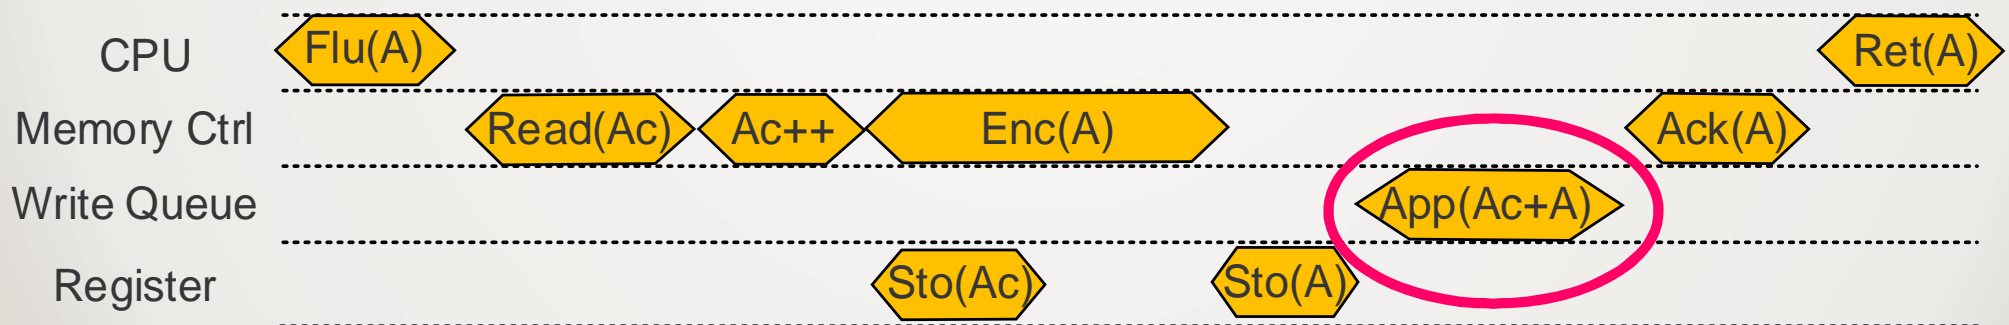 CPU Flu(A) Ret(A)
Memory Ctrl Read(Ac) Ac++ Enc(A) Ack(A)
Write Queue App(Ac+A)
Register Sto(Ac) Sto(A)